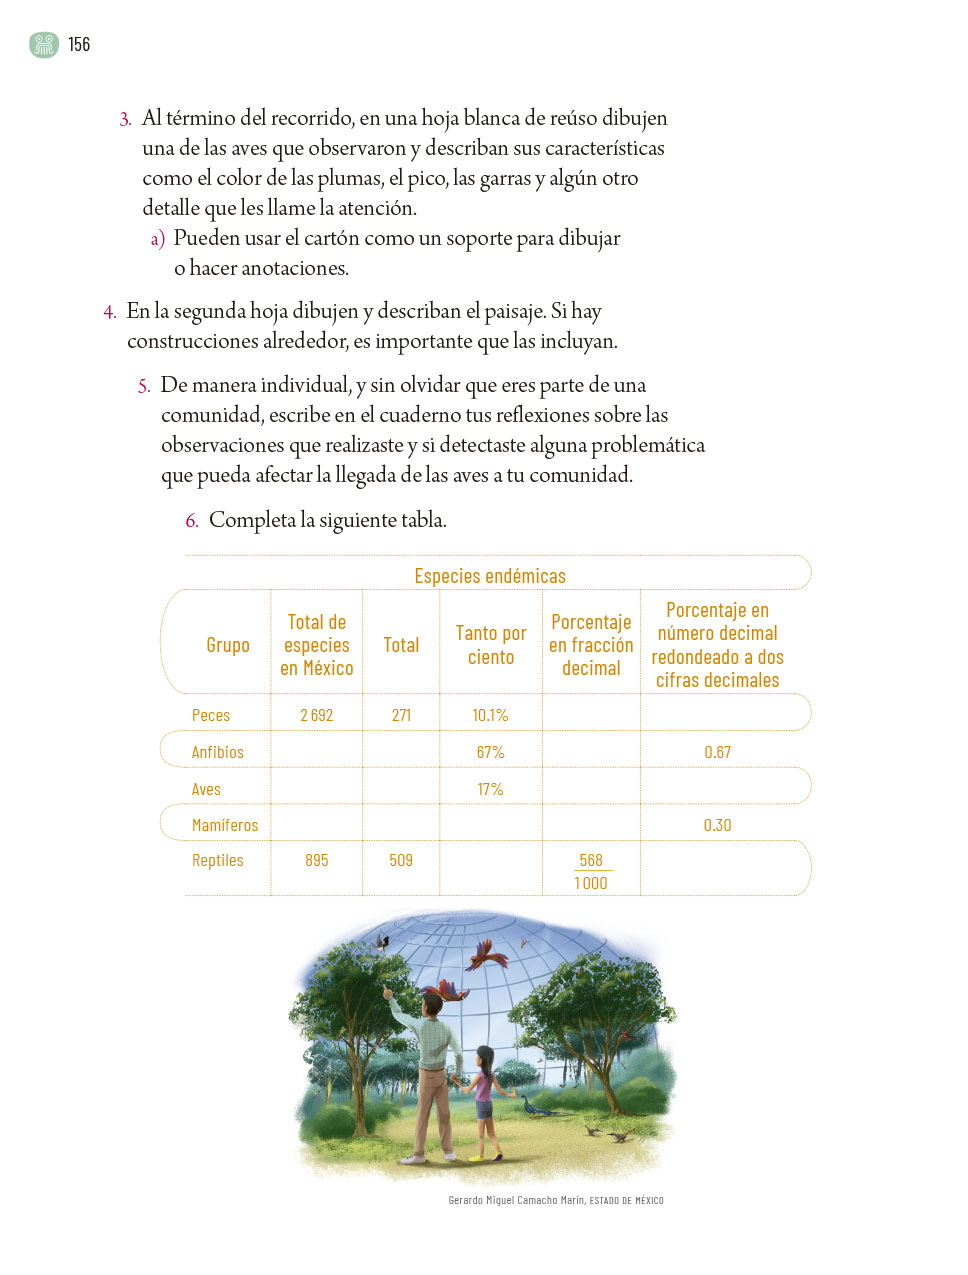 156
3. Al término del recorrido, en una hoja blanca de reúso dibujen
una de las aves que observaron y describan sus características
como el color de las plumas, el pico, las garras y algún otro
detalle que les llame la atención.
a) Pueden usar el cartón como un soporte para dibujar
o hacer anotaciones.
4. En la segunda hoja dibujen y describan el paisaje. Si hay
construcciones alrededor, es importante que las incluyan.
5. De manera individual, y sin olvidar que eres parte de una
comunidad, escribe en el cuaderno tus reflexiones sobre las
observaciones que realizaste y si detectaste alguna problemática
que pueda afectar la llegada de las aves a tu comunidad.
6. Completa la siguiente tabla.
Especies endémicas
Grupo
Total de
especies
en México
Total
Tanto por
ciento
Porcentaje
en fracción
decimal
Porcentaje en
número decimal
redondeado a dos
cifras decimales
Peces 2 692 271 10.1%
Anfibios 67% 0.67
Aves 17%
Mamíferos 0.30
Reptiles 895 509 568
1 000
Gerardo Miguel Camacho Marín, ESTADO DE MÉXICO